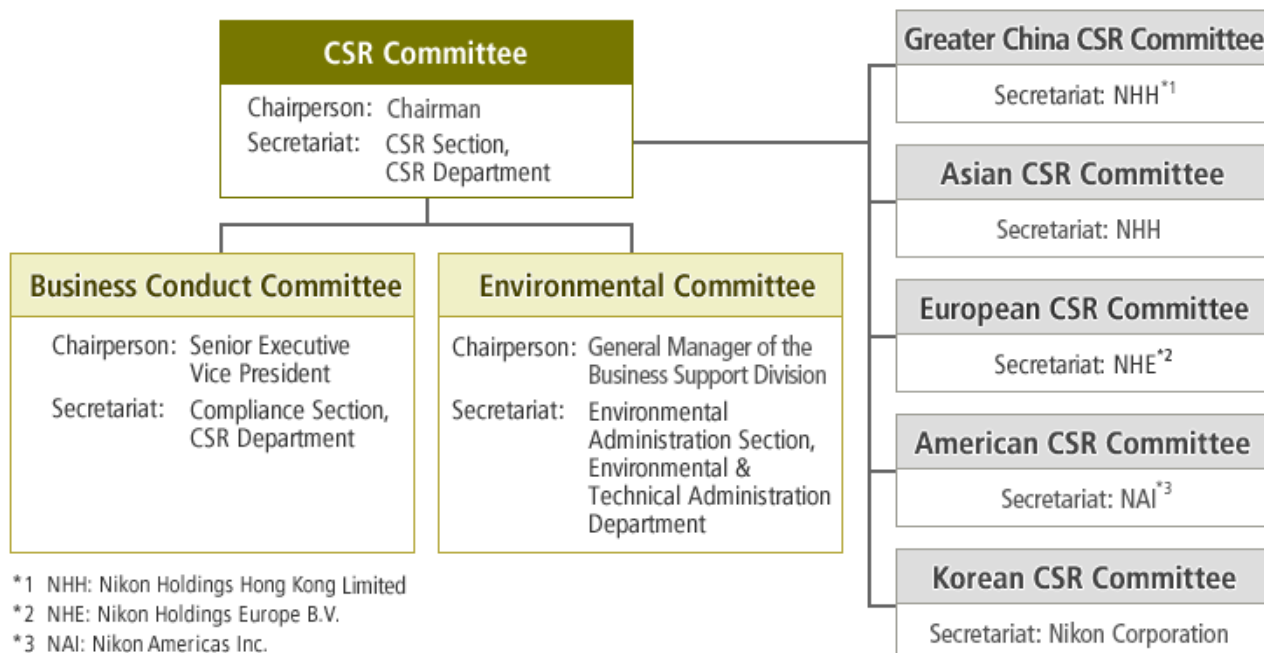 CSR Committee
Chairperson: Chairman
Secretariat: CSR Section,
CSR Department
Business Conduct Committee
Chairperson: Senior Executive
Vice President
Secretariat: Compliance Section,
CSR Department
Environmental Committee
Chairperson: General Manager of the
Business Support Division
Secretariat: Environmental
Administration Section,
Environmental &
Technical Administration
Department
Greater China CSR Committee
Secretariat: NHH*1
Asian CSR Committee
Secretariat: NHH
European CSR Committee
Secretariat: NHE*2
American CSR Committee
Secretariat: NAI*3
Korean CSR Committee
Secretariat: Nikon Corporation
*1 NHH: Nikon Holdings Hong Kong Limited
*2 NHE: Nikon Holdings Europe B.V.
*3 NAI: Nikon Americas Inc.